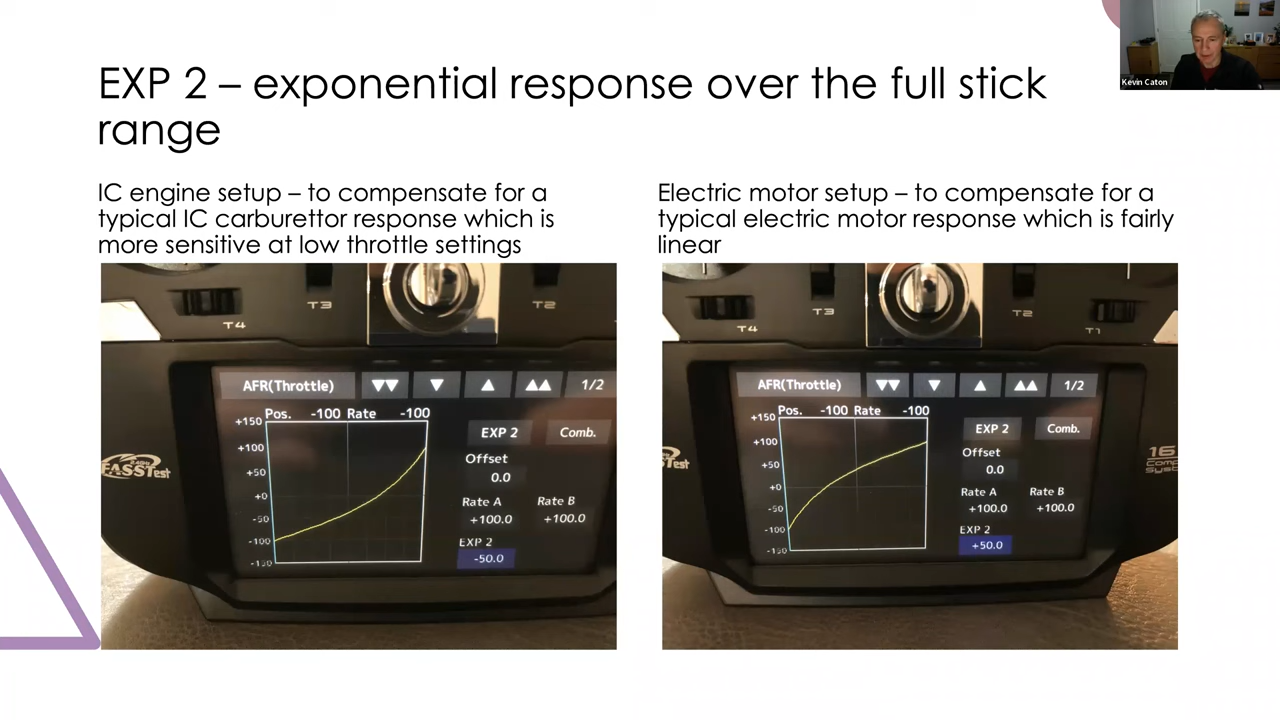 Kevin Caton
EXP 2 – exponential response over the full stick
range
IC engine setup – to compensate for a
typical IC carburettor response which is
more sensitive at low throttle settings
Electric motor setup – to compensate for a
typical electric motor response which is fairly
linear
T3
T2
T4
AFR(Throttle)
1/2
Pos. -100 Rate -100
+150
+100
+50
+0
-50
-100
-150
EXP 2
Comb.
Offset
0.0
Rate A
Rate B
+100.0
+100.0
EXP 2
-50.0
FASSTest
T3
T2
T4
T1
AFR(Throttle)
1/2
Pos. -100 Rate -100
+150
+100
+50
+0
-50
-100
-150
EXP 2
Comb.
Offset
0.0
Rate A
Rate B
+100.0
+100.0
EXP 2
+50.0
16